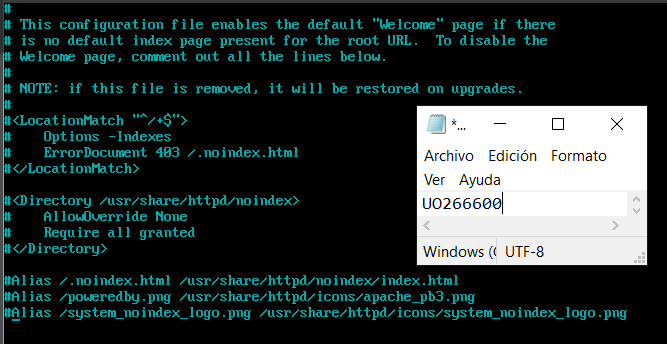 #
# This configuration file enables the default "Welcome" page if there
# is no default index page present for the root URL.  To disable the
# Welcome page, comment out all the lines below.
#
# NOTE: if this file is removed, it will be restored on upgrades.
#
#<LocationMatch "^/+$">
#    Options -Indexes
#    ErrorDocument 403 /.noindex.html
#</LocationMatch>

#<Directory /usr/share/httpd/noindex>
#    AllowOverride None
#    Require all granted
#</Directory>

#Alias /.noindex.html /usr/share/httpd/noindex/index.html
#Alias /poweredby.png /usr/share/httpd/icons/apache_pb3.png
#Alias /system_noindex_logo.png /usr/share/httpd/icons/system_noindex_logo.png
*...
Archivo Edición Formato
Ver Ayuda
UO266600
Windows (C UTF-8